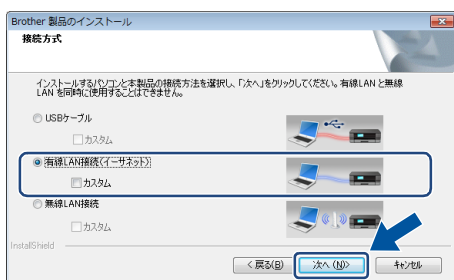 Brother 製品のインストール
接続方式
インストールするパソコンと本製品の接続方法を選択し、「次へ」をクリックしてください。有線LAN と無線
LAN を同時に使用することはできません。
USBケーブル
カスタム
有線LAN接続(イーサネット)
カスタム
無線LAN接続
カスタム
InstallShield
< 戻る(B)
次へ (N)>
キャンセル